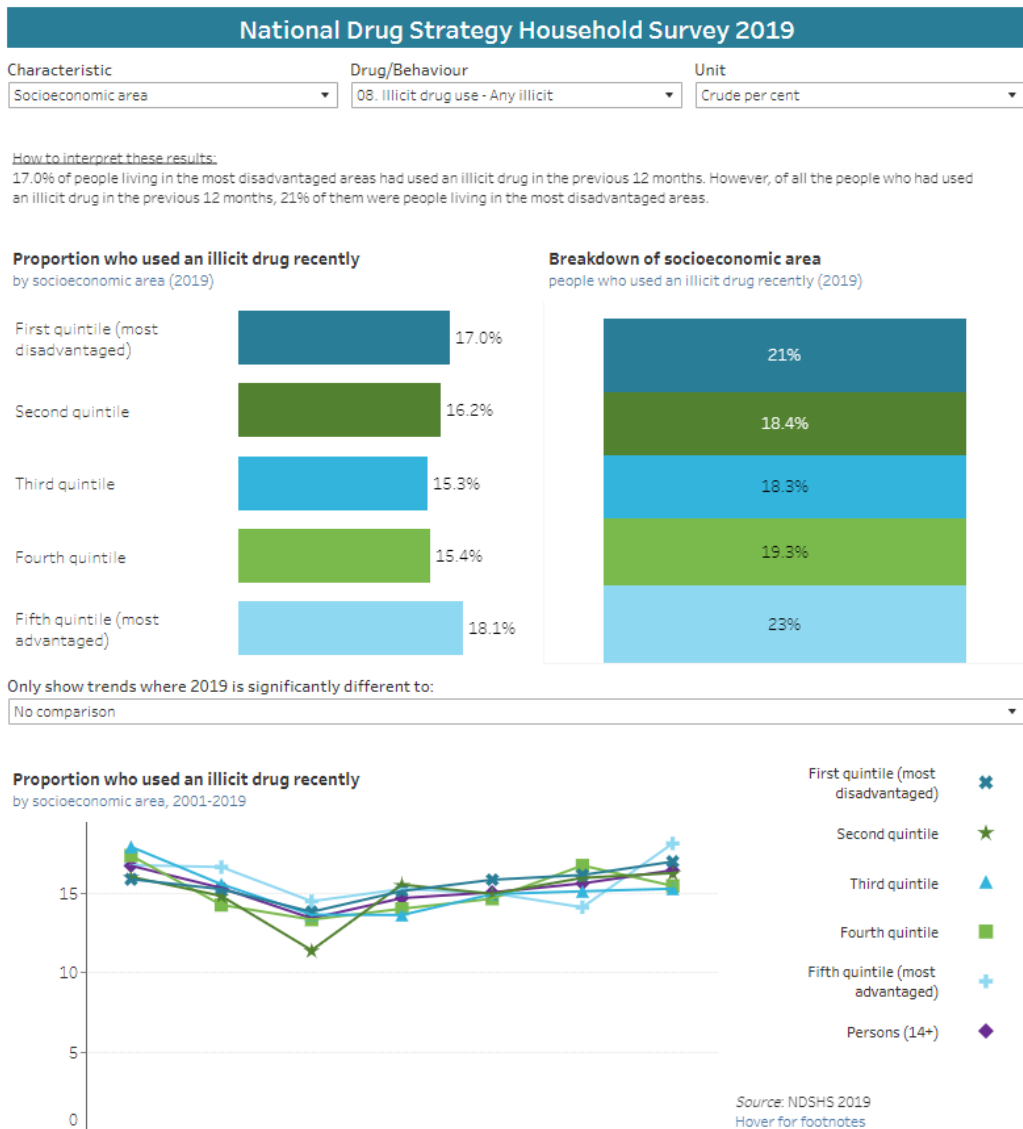 National Drug Strategy Household Survey 2019
Characteristic
Drug/Behaviour
Unit
Socioeconomic area
08. Illicit drug use - Any illicit
Crude per cent
How to interpret these results:
17.0% of people living in the most disadvantaged areas had used an illicit drug in the previous 12 months. However, of all the people who had used
an illicit drug in the previous 12 months, 21% of them were people living in the most disadvantaged areas.
Proportion who used an illicit drug recently
by socioeconomic area (2019)
First quintile (most
disadvantaged)
17.0%
Second quintile
16.2%
Third quintile
15.3%
Fourth quintile
15.4%
Fifth quintile (most
advantaged)
18.1%
Breakdown of socioeconomic area
people who used an illicit drug recently (2019)
21%
18.4%
18.3%
19.3%
23%
Only show trends where 2019 is significantly different to:
No comparison
Proportion who used an illicit drug recently
by socioeconomic area, 2001-2019
15
10
5
0
First quintile (most
disadvantaged)
Second quintile
Third quintile
Fourth quintile
Fifth quintile (most
advantaged)
Persons (14+)
Source: NDSHS 2019
Hover for footnotes